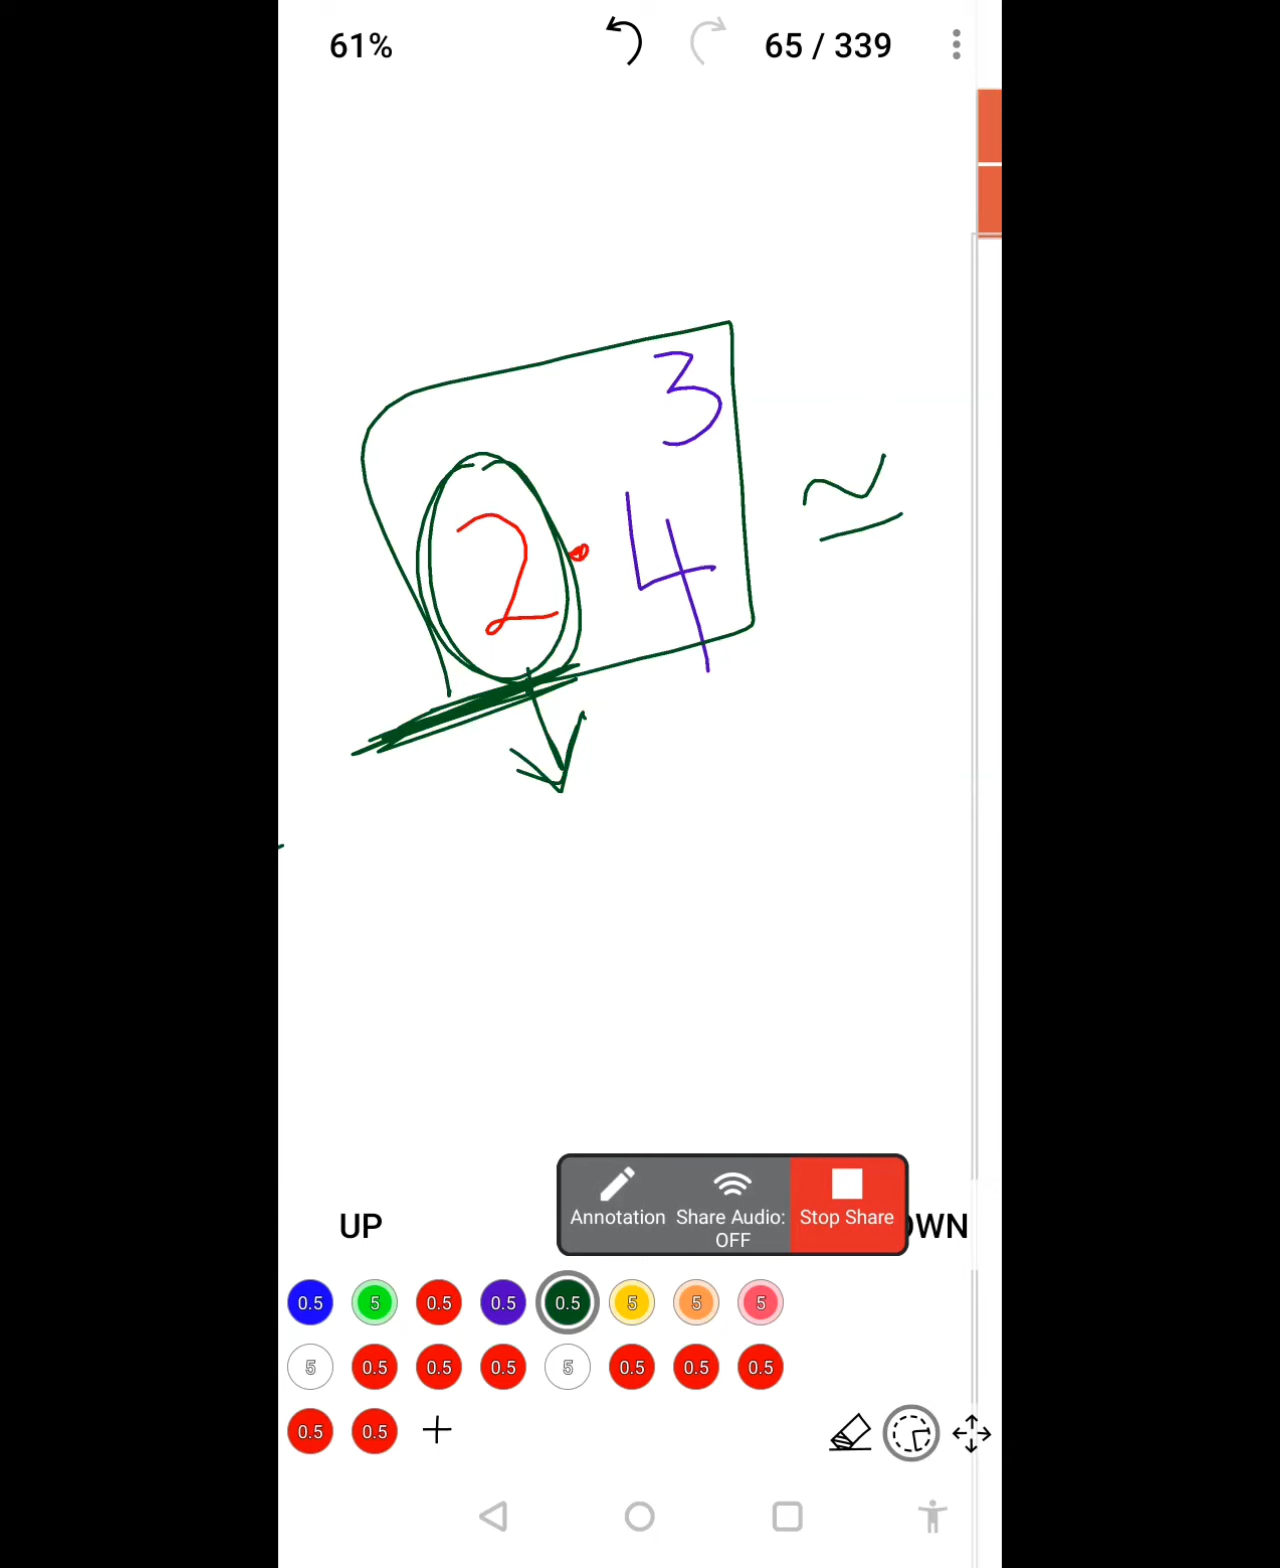 61% 65 / 339
3
2 . 4 ≃
Annotation Share Audio: OFF Stop Share
UP OWN
0.5 5 0.5 0.5 0.5 5 5 5
5 0.5 0.5 0.5 5 0.5 0.5 0.5
0.5 0.5 +